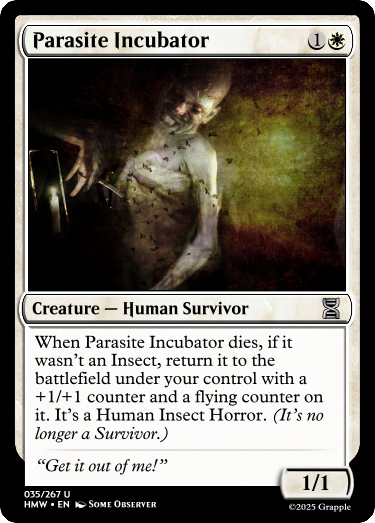 Parasite Incubator 1
Creature — Human Survivor
When Parasite Incubator dies, if it
wasn't an Insect, return it to the
battlefield under your control with a
+1/+1 counter and a flying counter on
it. It's a Human Insect Horror. (It's no
longer a Survivor.)
“Get it out of me!”
1/1
035/267 U
HMW • EN Some Observer
©2025 Grapple